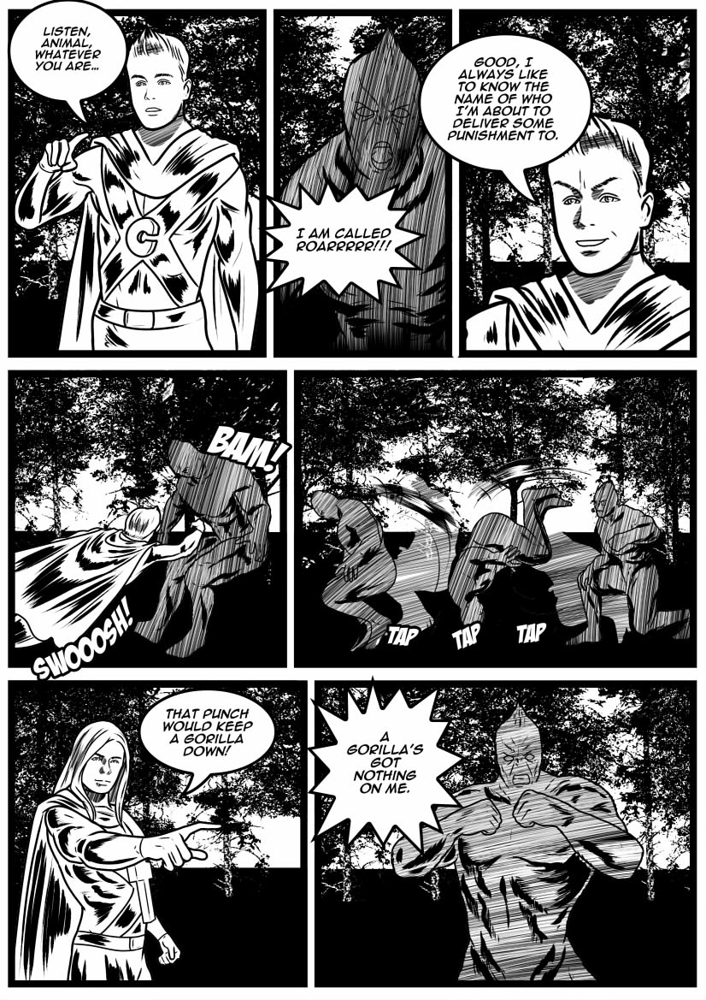 LISTEN,
ANIMAL,
WHATEVER
YOU ARE...
C
I AM CALLED
ROARRRRR!!!
GOOD, I
ALWAYS LIKE
TO KNOW THE
NAME OF WHO
I'M ABOUT TO
DELIVER SOME
PUNISHMENT TO.
BAM!
SWOOOSH!
TAP
TAP
TAP
THAT PUNCH
WOULD KEEP
A GORILLA
DOWN!
A
GORILLA'S
GOT
NOTHING
ON ME.